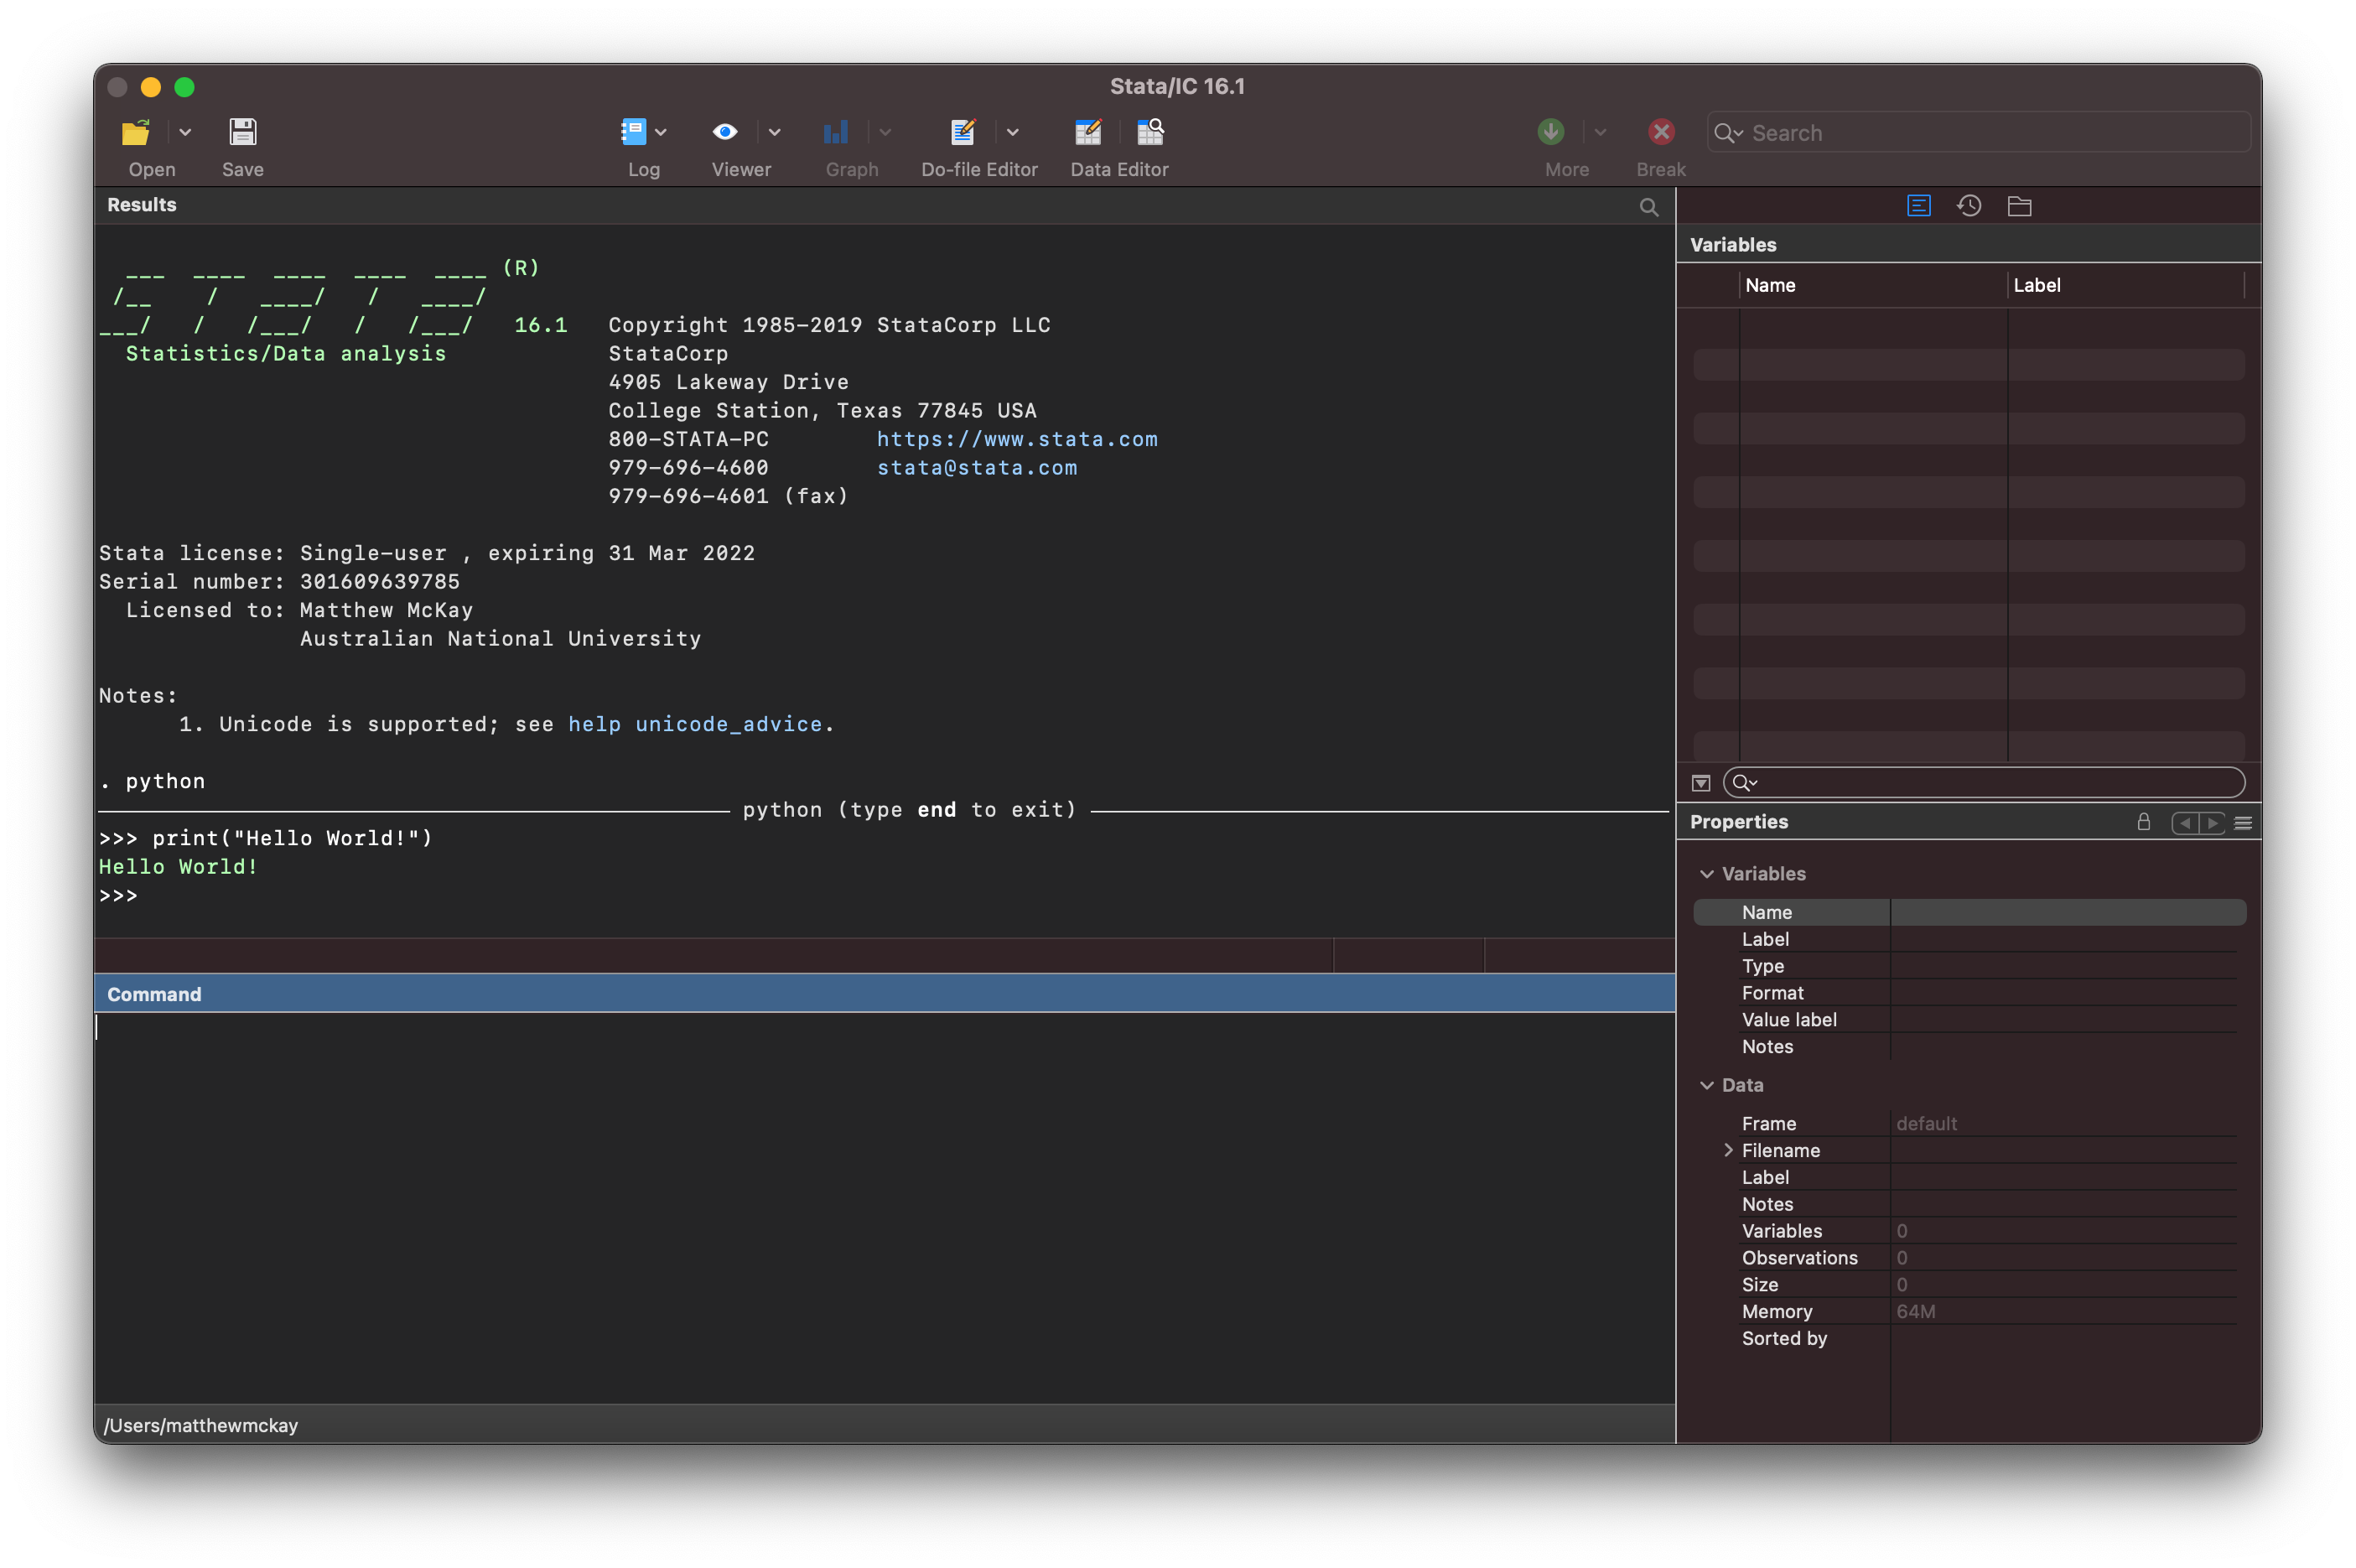 Stata/IC 16.1
Open
Save
Log
Viewer
Graph
Do-file Editor
Data Editor
More
Break
Search
Results
___  ____  ____  ____  ____ (R)
/__    /   ____/   /   ____/
___/   /   /___/   /   /___/   16.1   Copyright 1985–2019 StataCorp LLC
Statistics/Data analysis            StataCorp
4905 Lakeway Drive
College Station, Texas 77845 USA
800–STATA–PC        https://www.stata.com
979–696–4600        stata@stata.com
979–696–4601 (fax)
Stata license: Single–user , expiring 31 Mar 2022
Serial number: 301609639785
Licensed to: Matthew McKay
Australian National University
Notes:
1. Unicode is supported; see help unicode_advice.
. python
python (type end to exit)
>>> print("Hello World!")
Hello World!
>>>
Command
/Users/matthewmckay
Variables
Name
Label
Properties
Variables
Name
Label
Type
Format
Value label
Notes
Data
Frame default
Filename
Label
Notes
Variables 0
Observations 0
Size 0
Memory 64M
Sorted by